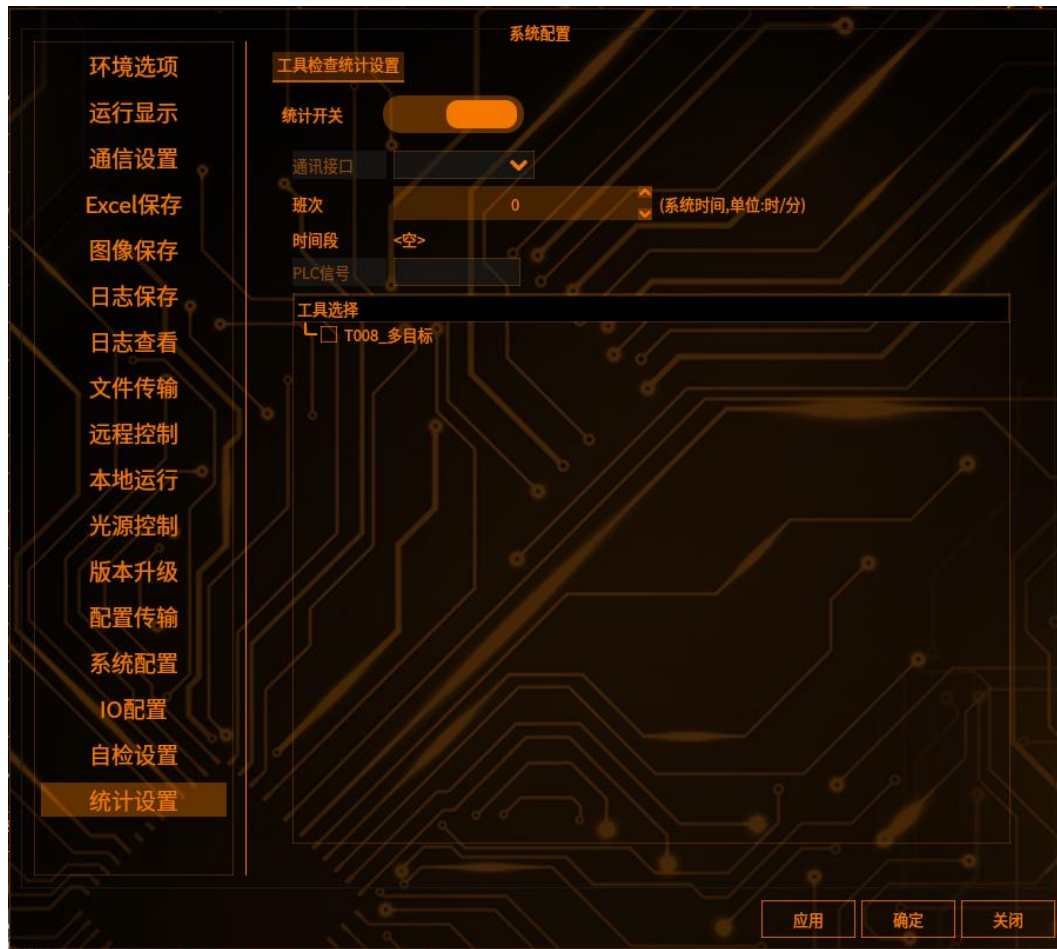 系统配置
环境选项
运行显示
通信设置
Excel保存
图像保存
日志保存
日志查看
文件传输
远程控制
本地运行
光源控制
版本升级
配置传输
系统配置
IO配置
自检设置
统计设置
工具检查统计设置
统计开关
通讯接口
班次 0 (系统时间,单位:时/分)
时间段 <空>
PLC信号
工具选择
T008_多目标
应用 确定 关闭